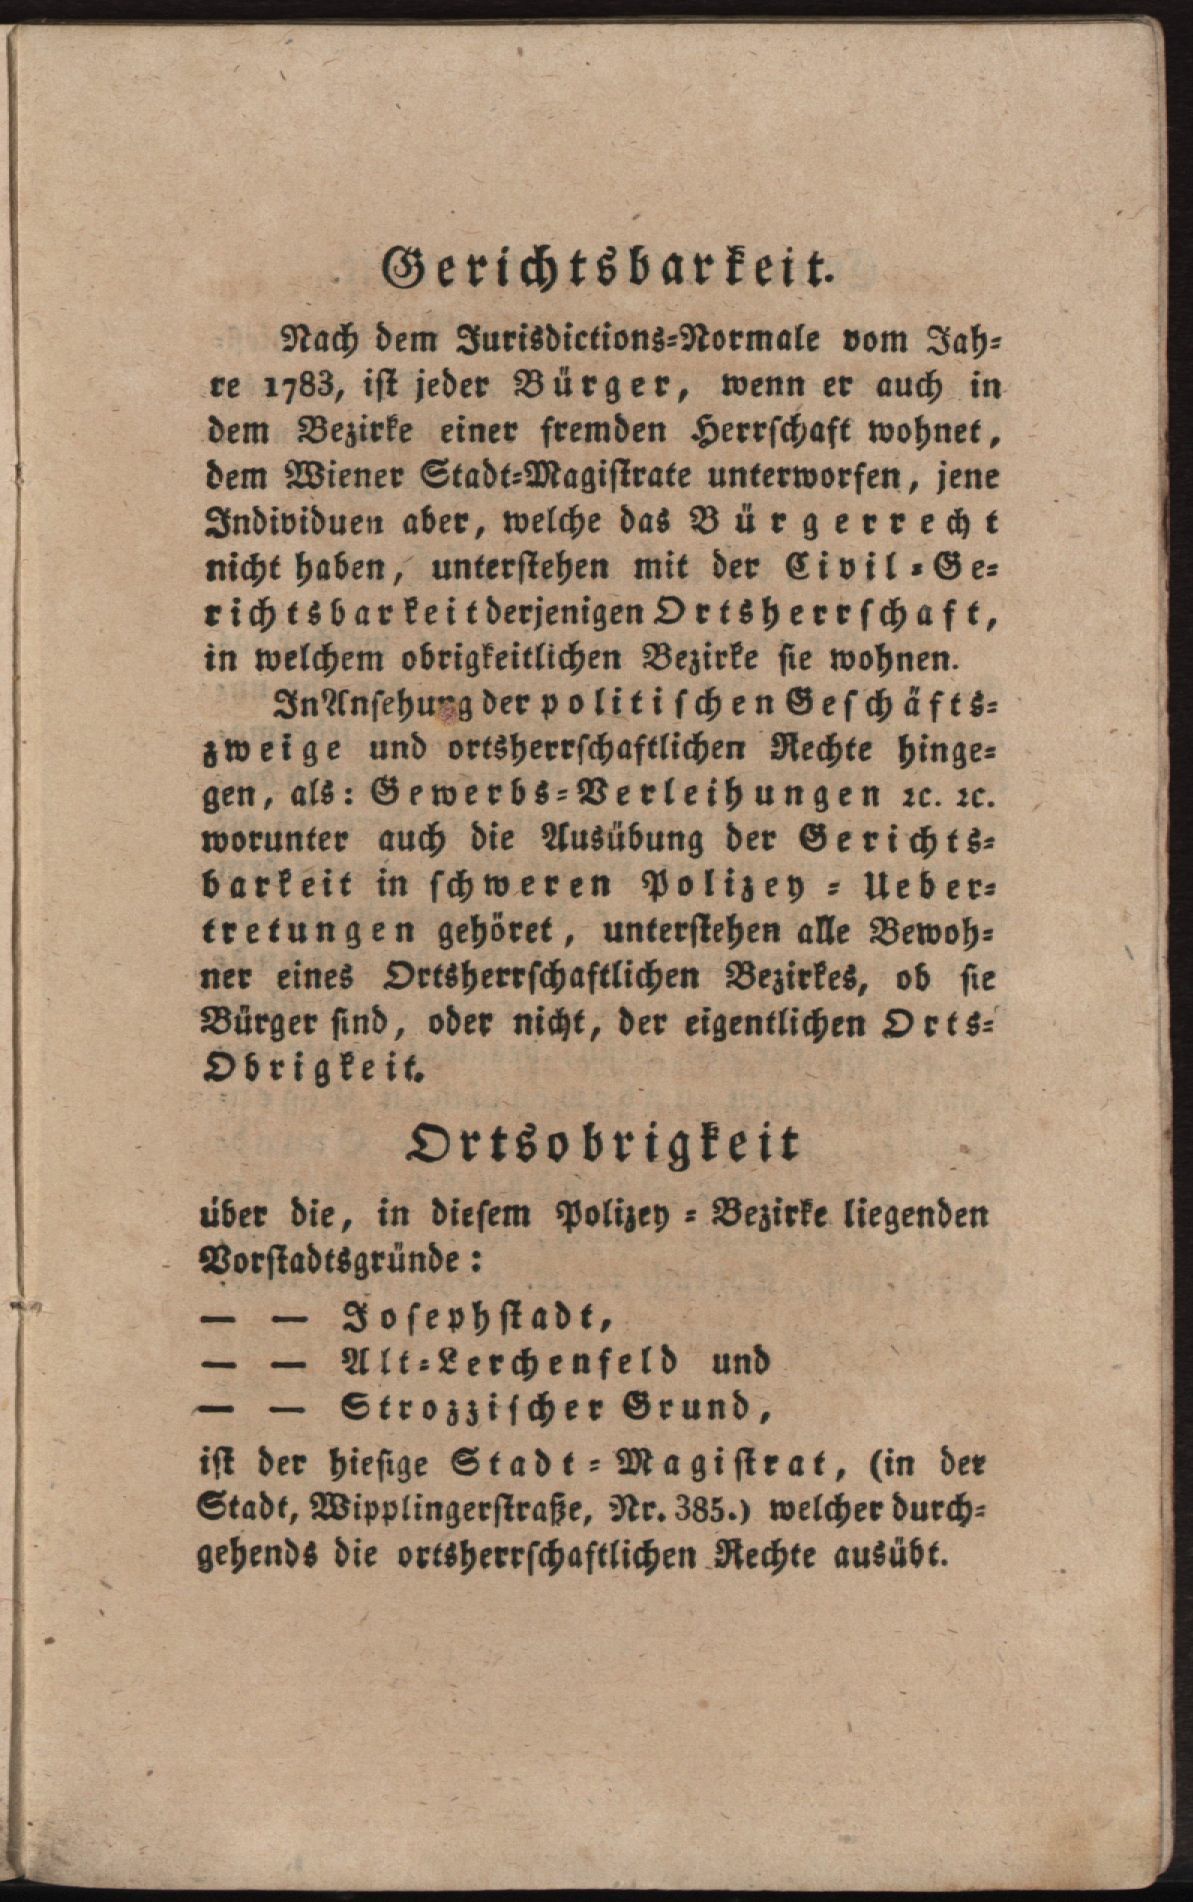 Gerichtsbarkeit.
Nach dem Jurisdictions-Normale vom Jah-
re 1783, ist jeder Bürger, wenn er auch in
dem Bezirke einer fremden Herrschaft wohnet,
dem Wiener Stadt-Magistrate unterworfen, jene
Individuen aber, welche das Bürgerrecht
nicht haben, unterstehen mit der Civil-Ge-
richtsbarkeit derjenigen Ortsherrschaft,
in welchem obrigkeitlichen Bezirke sie wohnen.
In Ansehung der politischen Geschäfts-
zweige und ortsherrschaftlichen Rechte hinge-
gen, als: Gewerbs-Verleihungen ꝛc. ꝛc.
worunter auch die Ausübung der Gerichts-
barkeit in schweren Polizey-Ueber-
tretungen gehöret, unterstehen alle Bewoh-
ner eines Ortsherrschaftlichen Bezirkes, ob sie
Bürger sind, oder nicht, der eigentlichen Orts-
Obrigkeit.
Ortsobrigkeit
über die, in diesem Polizey-Bezirke liegenden
Vorstadtsgründe:
— — Josephstadt,
— — Alt-Lerchenfeld und
— — Strozzischer Grund,
ist der hiesige Stadt-Magistrat, (in der
Stadt, Wipplingerstraße, Nr. 385.) welcher durch-
gehends die ortsherrschaftlichen Rechte ausübt.